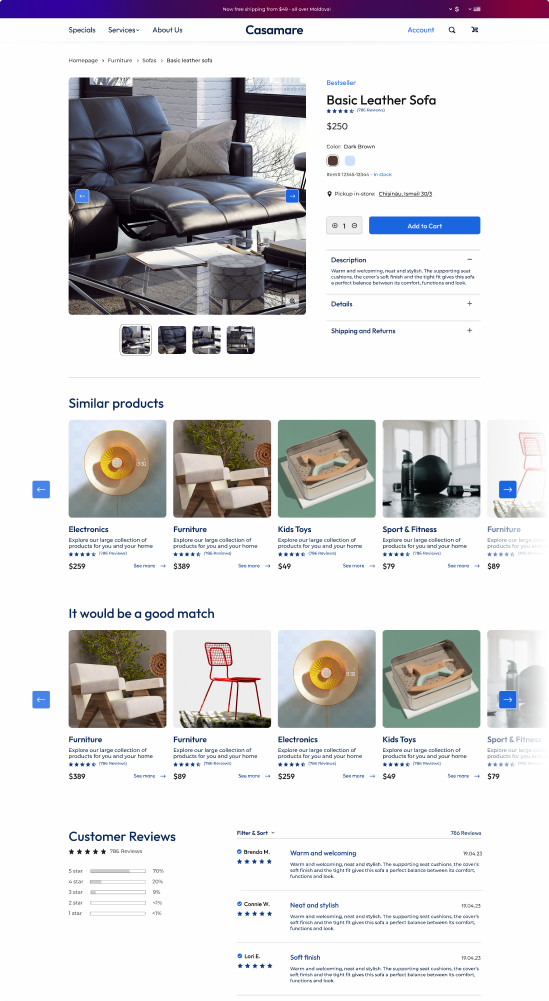 Now free shipping from $49 - all over Moldova!
$
Specials
Services
About Us
Casamare
Account
Homepage > Furniture > Sofas > Basic leather sofa
Bestseller
Basic Leather Sofa
(786 Reviews)
$250
Color: Dark Brown
Item# 12345-12344 - In stock
Pickup in-store: Chisinău, Ismail 30/3
1
Add to Cart
Description
Warm and welcoming, neat and stylish. The supporting seat
cushions, the cover's soft finish and the tight fit gives this sofa
a perfect balance between its comfort, functions and look.
Details
Shipping and Returns
Similar products
Electronics
Explore our large collection of
products for you and your home
(786 Reviews)
$259
See more
Furniture
Explore our large collection of
products for you and your home
(786 Reviews)
$389
See more
Kids Toys
Explore our large collection of
products for you and your home
(786 Reviews)
$49
See more
Sport & Fitness
Explore our large collection of
products for you and your home
(786 Reviews)
$79
See more
Furniture
Explore our large
products for you
(786
$89
It would be a good match
Furniture
Explore our large collection of
products for you and your home
(786 Reviews)
$389
See more
Furniture
Explore our large collection of
products for you and your home
(786 Reviews)
$89
See more
Electronics
Explore our large collection of
products for you and your home
(786 Reviews)
$259
See more
Kids Toys
Explore our large collection of
products for you and your home
(786 Reviews)
$49
See more
Sport & Fitness
Explore our large
products for you
(786
$79
Customer Reviews
786 Reviews
5 star 70%
4 star 20%
3 star 9%
2 star <1%
1 star <1%
Filter & Sort
786 Reviews
Brenda M.
Warm and welcoming
19.04.23
Warm and welcoming, neat and stylish. The supporting seat cushions, the cover's
soft finish and the tight fit gives this sofa a perfect balance between its comfort,
functions and look.
Connie W.
Neat and stylish
19.04.23
Warm and welcoming, neat and stylish. The supporting seat cushions, the cover's
soft finish and the tight fit gives this sofa a perfect balance between its comfort,
functions and look.
Lori E.
Soft finish
19.04.23
Warm and welcoming, neat and stylish. The supporting seat cushions, the cover's
soft finish and the tight fit gives this sofa a perfect balance between its comfort,
functions and look.